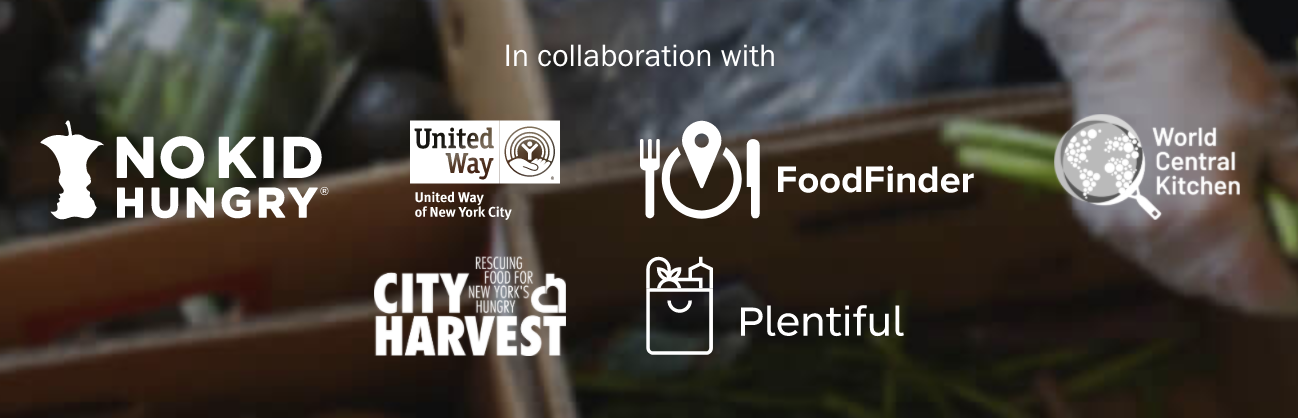 In collaboration with
NO KID
HUNGRY®
United
Way
United Way
of New York City
FoodFinder
World
Central
Kitchen
CITY
RESCUING
FOOD FOR
NEW YORK'S
HUNGRY
HARVEST
Plentiful